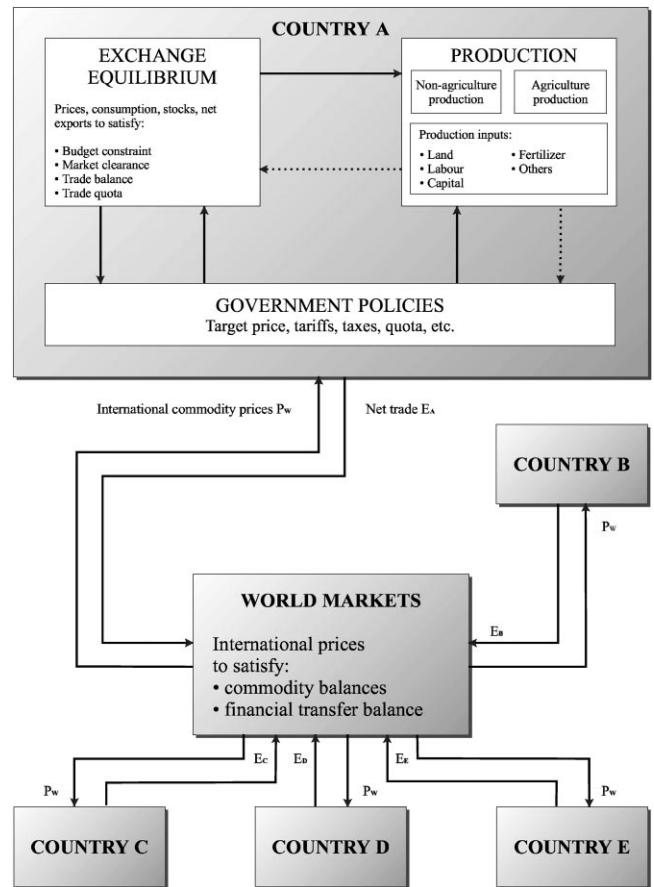 COUNTRY A
EXCHANGE
EQUILIBRIUM
Prices, consumption, stocks, net
exports to satisfy:
• Budget constraint
• Market clearance
• Trade balance
• Trade quota
PRODUCTION
Non-agriculture
production
Agriculture
production
Production inputs:
• Land
• Labour
• Capital
• Fertilizer
• Others
GOVERNMENT POLICIES
Target price, tariffs, taxes, quota, etc.
International commodity prices Pw
Net trade EA
COUNTRY B
Pw
EB
WORLD MARKETS
International prices
to satisfy:
• commodity balances
• financial transfer balance
Pw
EC
ED
Pw
EE
Pw
COUNTRY C
COUNTRY D
COUNTRY E